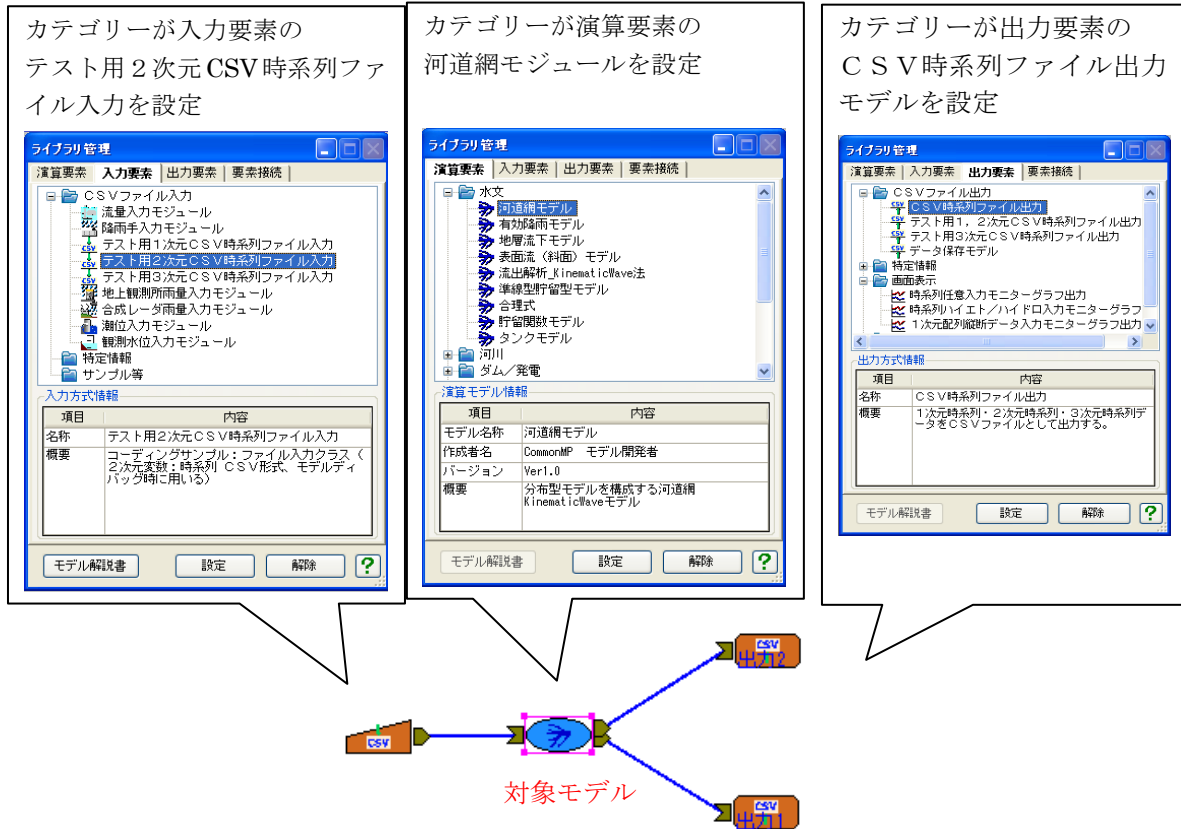 カテゴリーが入力要素の
テスト用２次元CSV時系列ファ
イル入力を設定
ライブラリ管理
演算要素
入力要素
出力要素
要素接続
ＣＳＶファイル入力
流量入力モジュール
降雨手入力モジュール
テスト用１次元ＣＳＶ時系列ファイル入力
テスト用２次元ＣＳＶ時系列ファイル入力
テスト用３次元ＣＳＶ時系列ファイル入力
地上観測所雨量入力モジュール
合成レーダ雨量入力モジュール
潮位入力モジュール
観測水位入力モジュール
特定情報
サンプル等
入力方式情報
項目 内容
名称 テスト用２次元ＣＳＶ時系列ファイル入力
概要 コーディングサンプル：ファイル入力クラス（
２次元変数：時系列 ＣＳＶ形式、モデルディ
バッグ時に用いる）
モデル解説書 設定 解除 ?
カテゴリーが演算要素の
河道網モジュールを設定
ライブラリ管理
演算要素
入力要素
出力要素
要素接続
水文
河道網モデル
有効降雨モデル
地層流下モデル
表面流（斜面）モデル
流出解析_KinematicWave法
準線型貯留型モデル
合理式
貯留関数モデル
タンクモデル
河川
ダム／発電
演算モデル情報
項目 内容
モデル名称 河道網モデル
作成者名 CommonMP モデル開発者
バージョン Ver1.0
概要 分布型モデルを構成する河道網
KinematicWaveモデル
モデル解説書 設定 解除 ?
カテゴリーが出力要素の
ＣＳＶ時系列ファイル出力
モデルを設定
ライブラリ管理
演算要素
入力要素
出力要素
要素接続
ＣＳＶファイル出力
ＣＳＶ時系列ファイル出力
テスト用１，２次元ＣＳＶ時系列ファイル出力
テスト用３次元ＣＳＶ時系列ファイル出力
データ保存モデル
特定情報
画面表示
時系列任意入力モニターグラフ出力
時系列ハイエト／ハイドロ入力モニターグラフ
１次元配列縦断データ入力モニターグラフ出力
出力方式情報
項目 内容
名称 ＣＳＶ時系列ファイル出力
概要 １次元時系列・２次元時系列・３次元時系列デ
ータをＣＳＶファイルとして出力する。
モデル解説書 設定 解除 ?
CSV
出力2
CSV
対象モデル
CSV
出力1